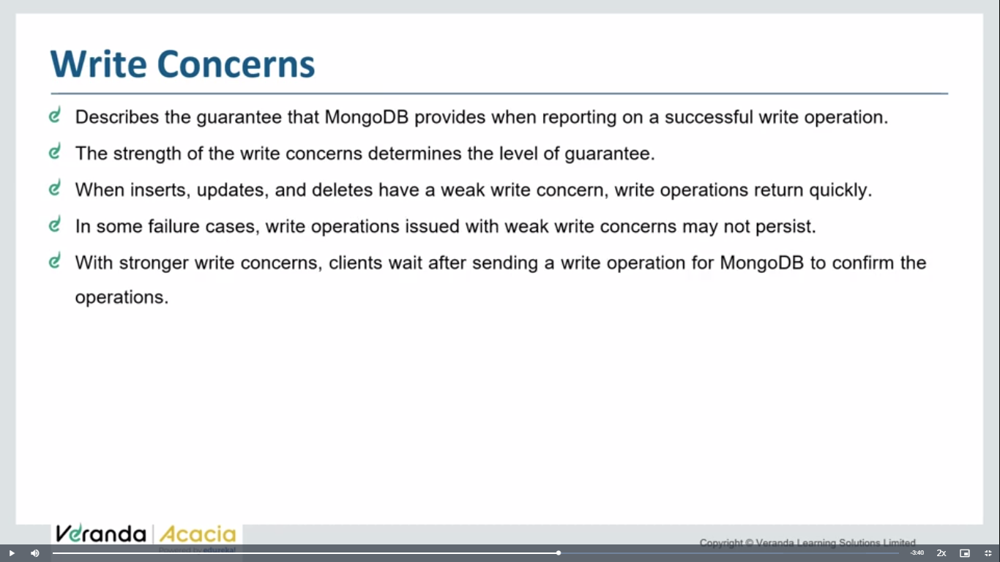 Write Concerns
Describes the guarantee that MongoDB provides when reporting on a successful write operation.
The strength of the write concerns determines the level of guarantee.
When inserts, updates, and deletes have a weak write concern, write operations return quickly.
In some failure cases, write operations issued with weak write concerns may not persist.
With stronger write concerns, clients wait after sending a write operation for MongoDB to confirm the
operations.
Veranda | Acacia
Powered by edureka!
Copyright © Veranda Learning Solutions Limited
-3:40 2x